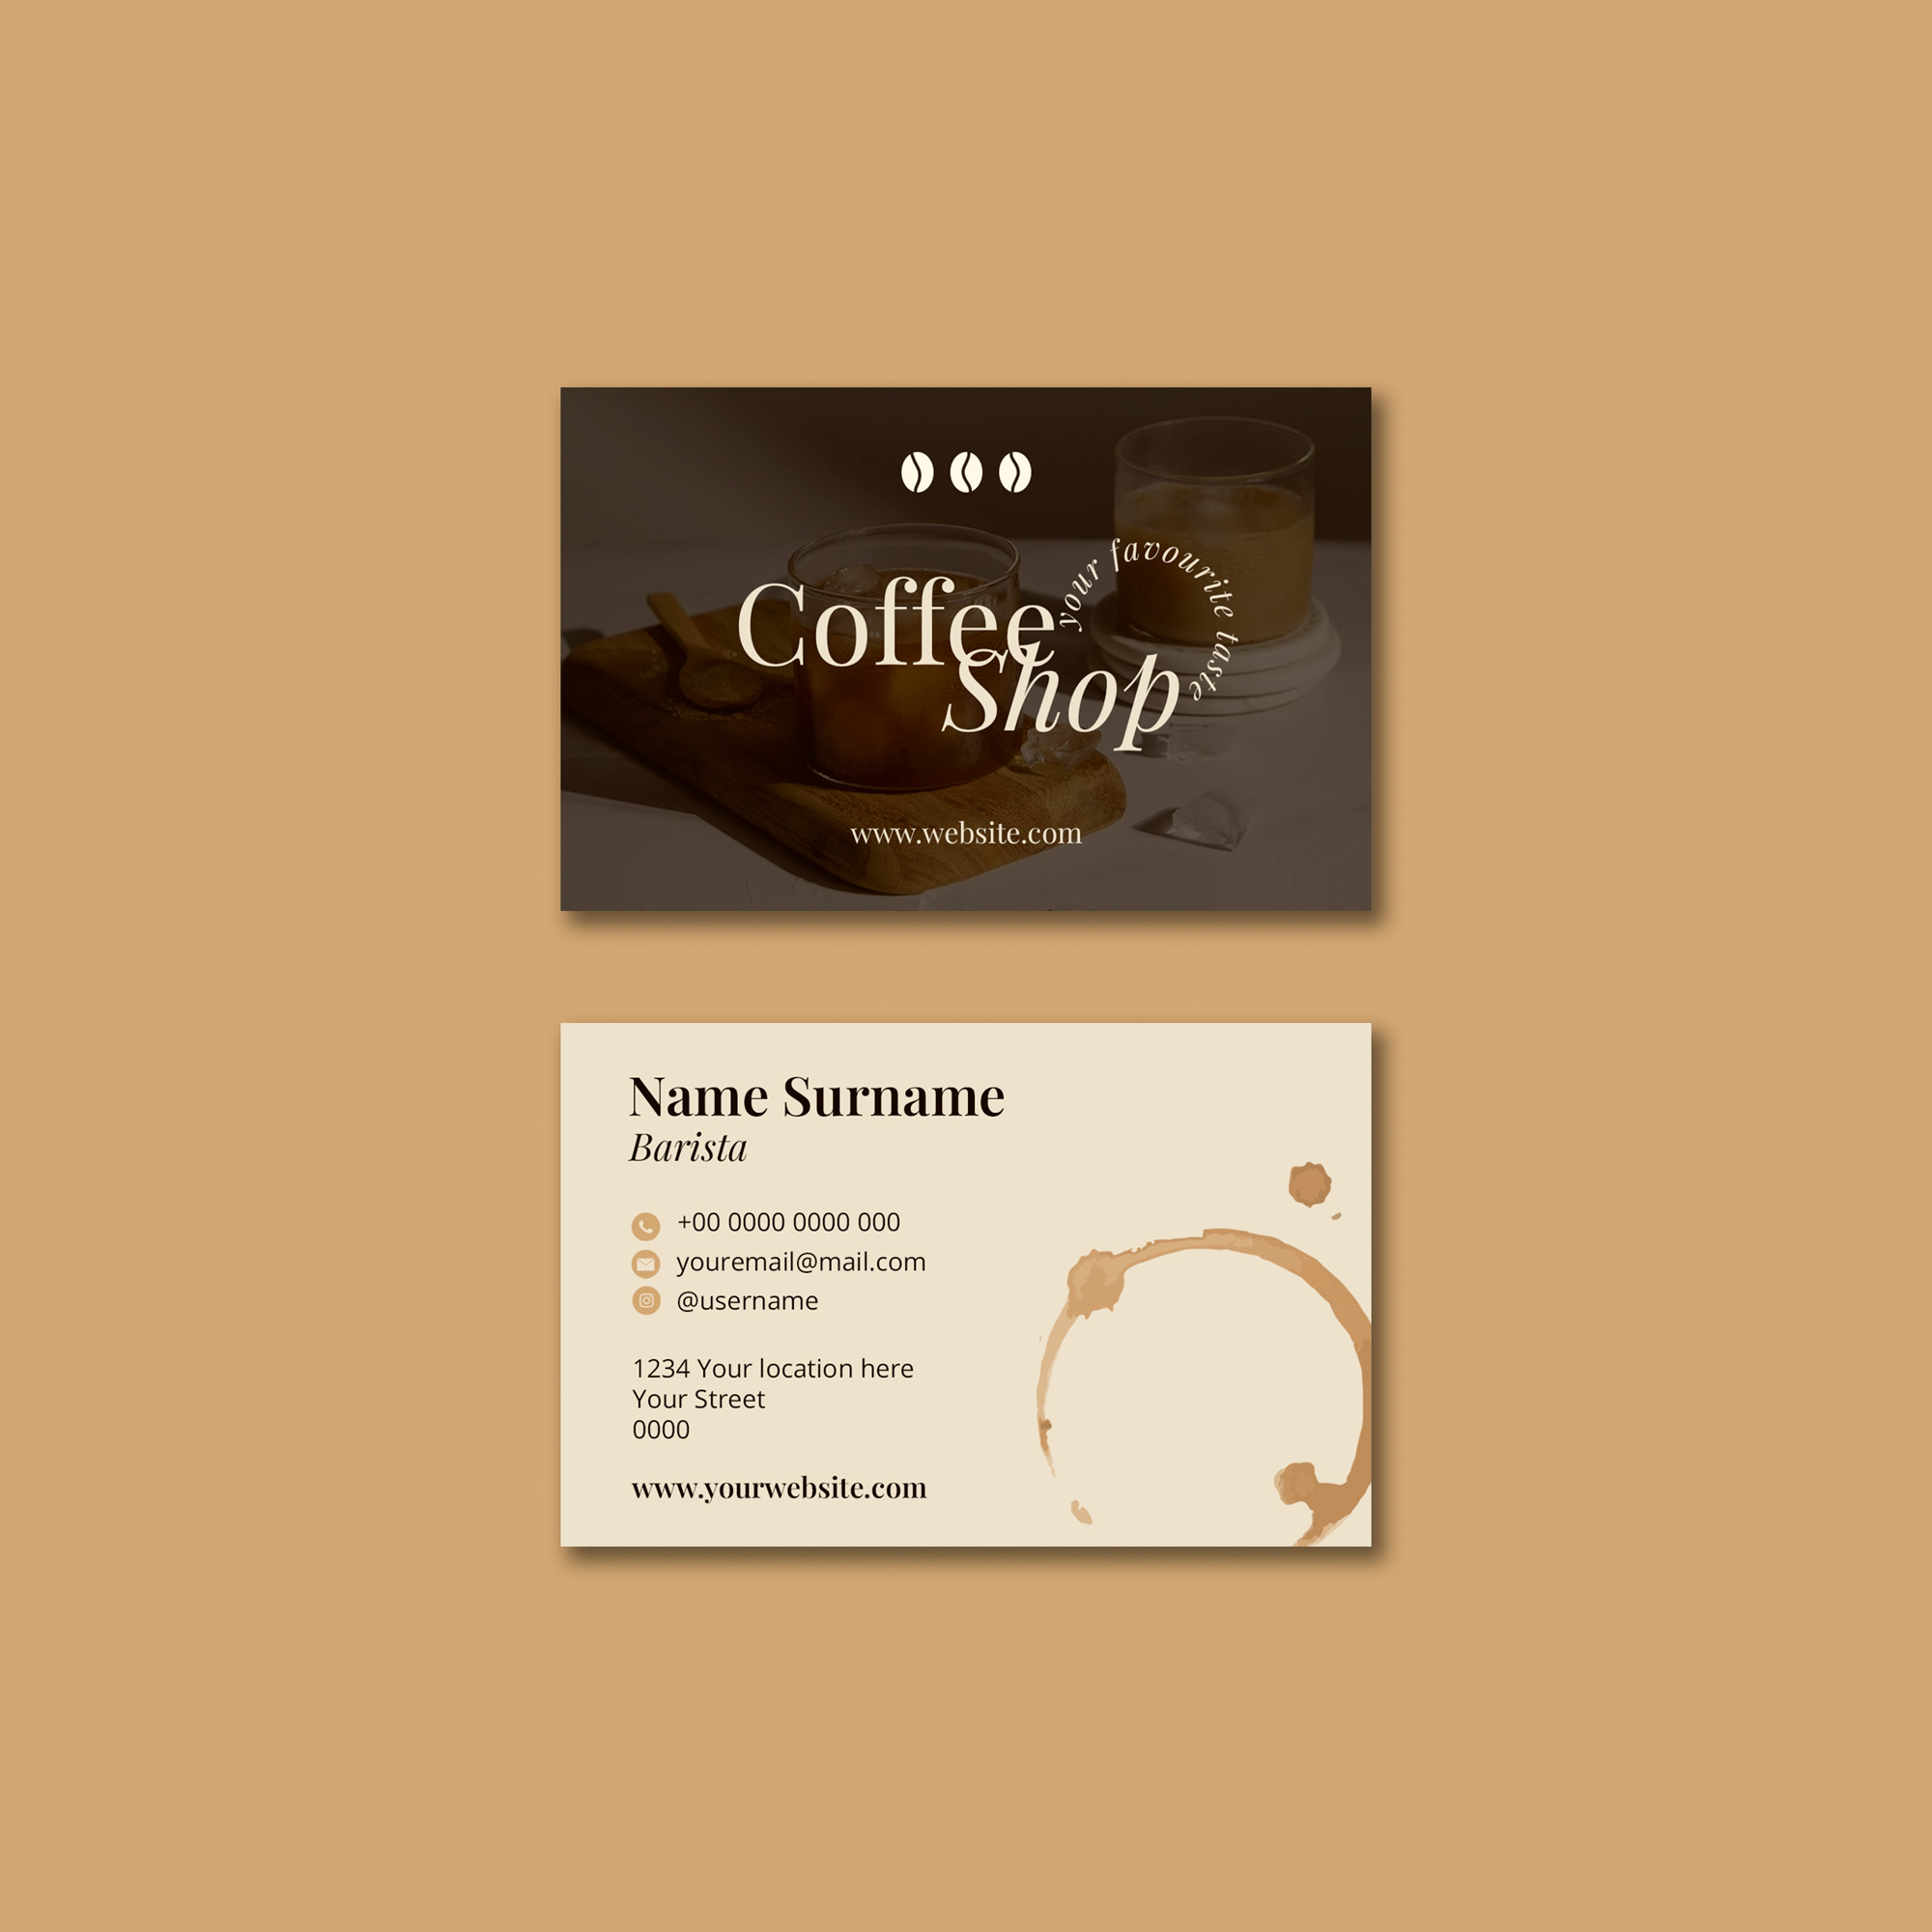 Coffee
your favourite taste
Shop
www.website.com
Name Surname
Barista
+00 0000 0000 000
youremail@mail.com
@username
1234 Your location here
Your Street
0000
www.yourwebsite.com